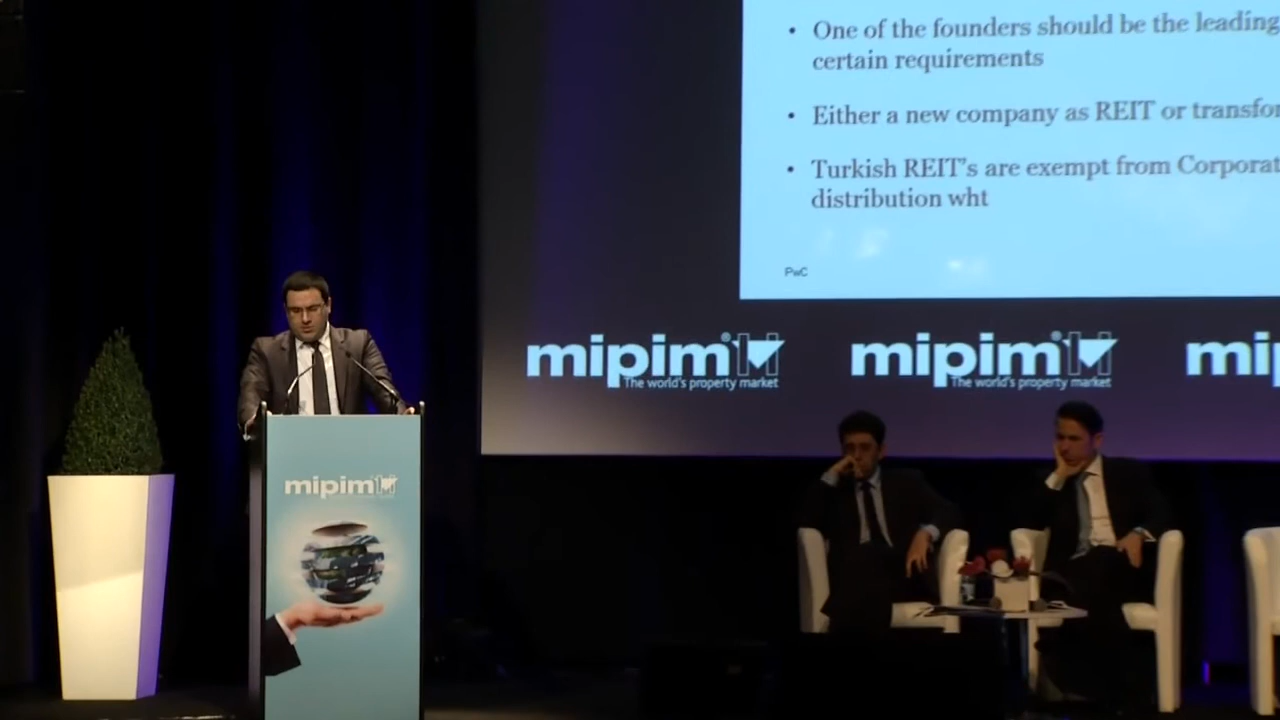 • One of the founders should be the leading
certain requirements
• Either a new company as REIT or transfor
• Turkish REIT's are exempt from Corporat
distribution wht
PwC
mipim®
The world's property market
mipim®
The world's property market
mip
mipim